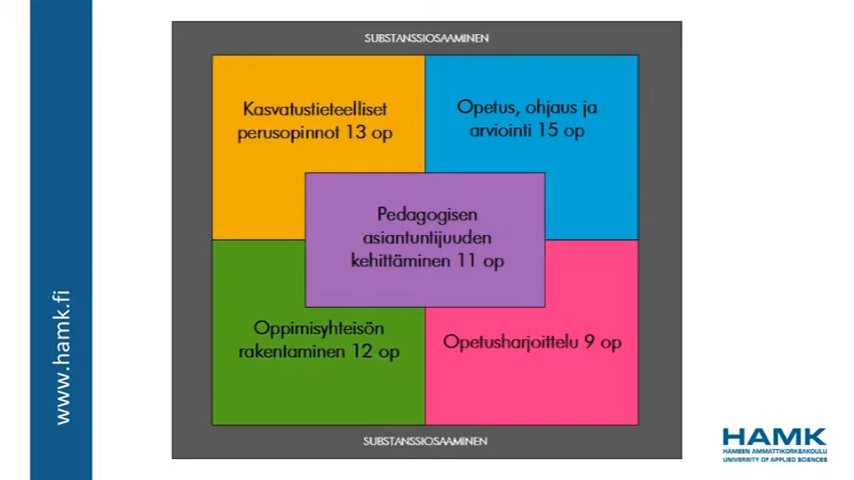 SUBSTANSSIOSAAMINEN
Kasvatustieteelliset
perusopinnot 13 op
Opetus, ohjaus ja
arviointi 15 op
Pedagogisen
asiantuntijuuden
kehittäminen 11 op
Oppimisyhteisön
rakentaminen 12 op
Opetusharjoittelu 9 op
SUBSTANSSIOSAAMINEN
www.hamk.fi
HAMK
HÄMEEN AMMATTIKORKEAKOULU
UNIVERSITY OF APPLIED SCIENCES